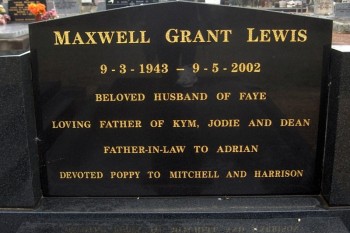 MAXWELL GRANT LEWIS
9-3-1943 – 9-5-2002
BELOVED HUSBAND OF FAYE
LOVING FATHER OF KYM, JODIE AND DEAN
FATHER-IN-LAW TO ADRIAN
DEVOTED POPPY TO MITCHELL AND HARRISON